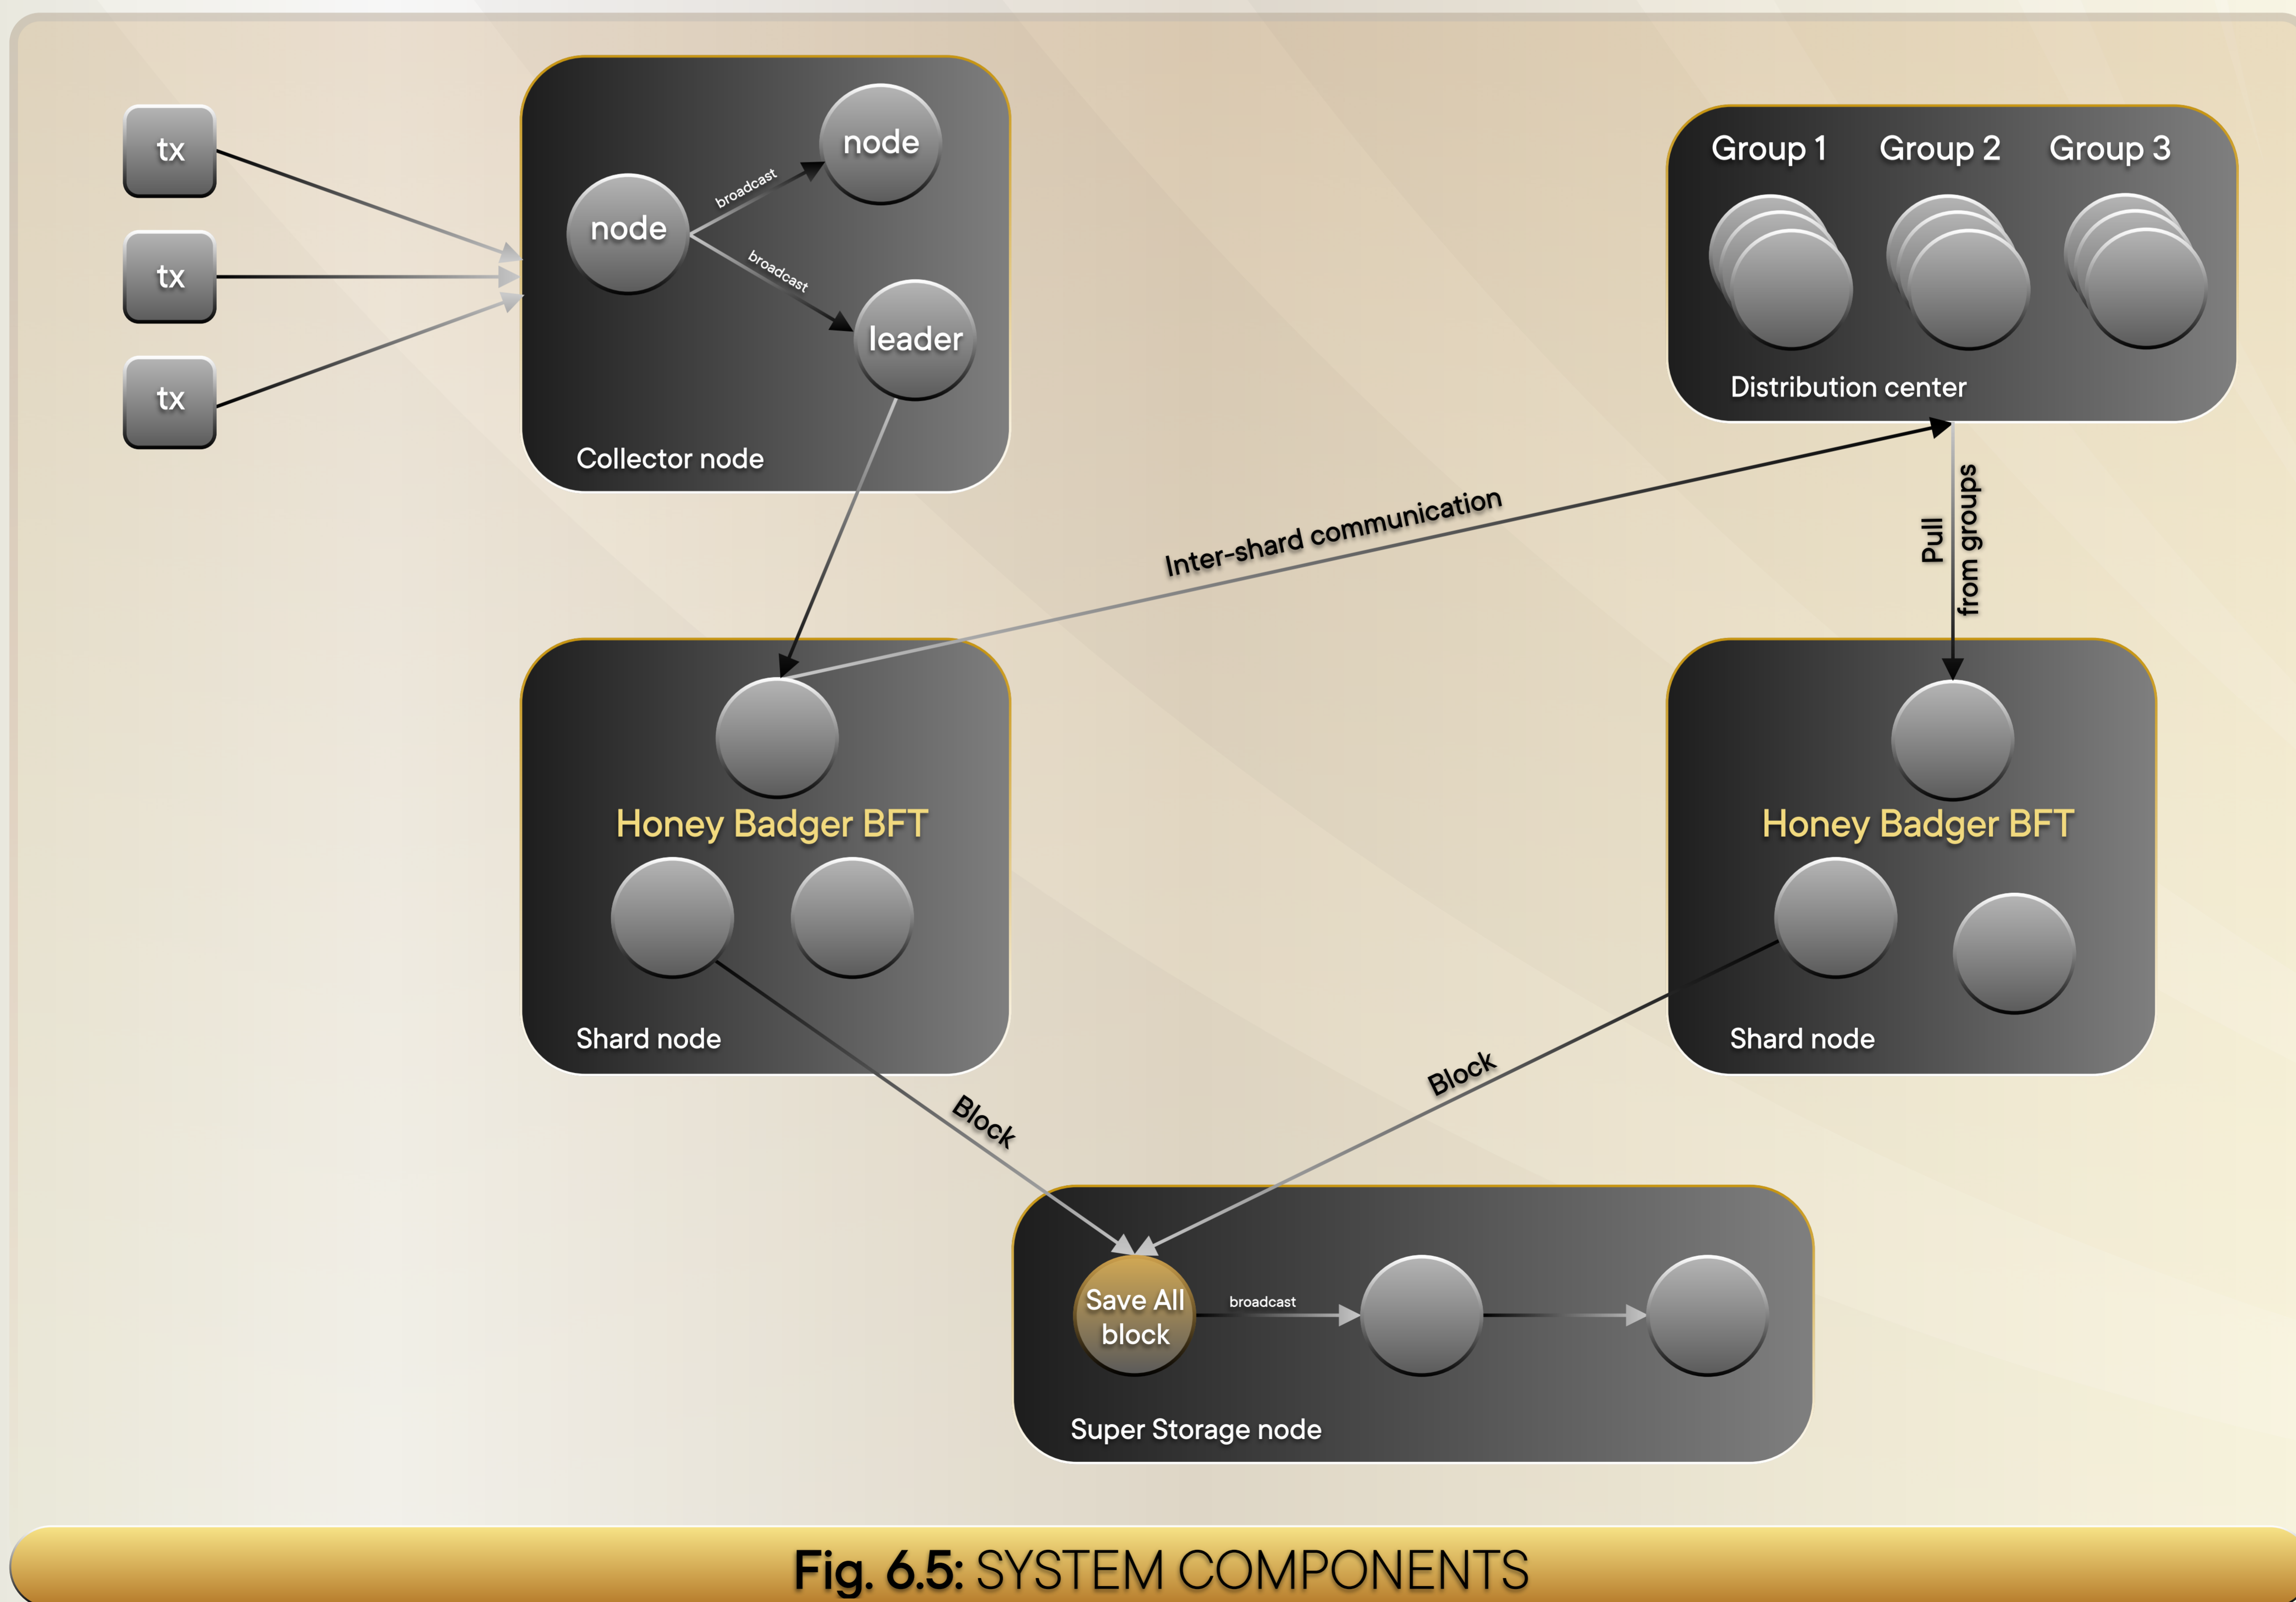 tx
tx
tx
node
broadcast
node
broadcast
leader
Collector node
Group 1
Group 2
Group 3
Distribution center
Inter-shard communication
Pull
from groups
Honey Badger BFT
Shard node
Honey Badger BFT
Shard node
Block
Block
Save All
block
broadcast
Super Storage node
Fig. 6.5: SYSTEM COMPONENTS